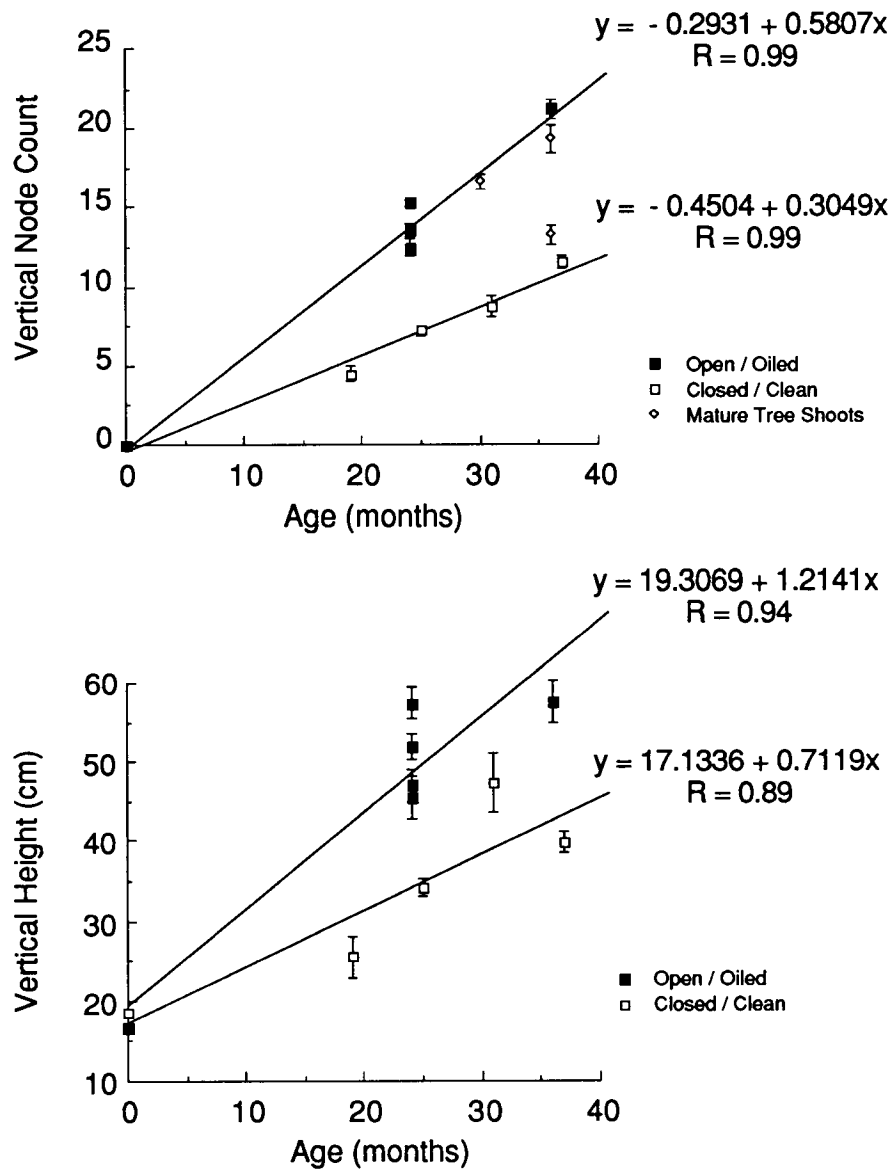 y = - 0.2931 + 0.5807x
R = 0.99
25
20
15
10
5
0
Vertical Node Count
y = - 0.4504 + 0.3049x
R = 0.99
Open / Oiled
Closed / Clean
Mature Tree Shoots
0 10 20 30 40
Age (months)
y = 19.3069 + 1.2141x
R = 0.94
60
50
40
30
20
10
Vertical Height (cm)
y = 17.1336 + 0.7119x
R = 0.89
Open / Oiled
Closed / Clean
0 10 20 30 40
Age (months)